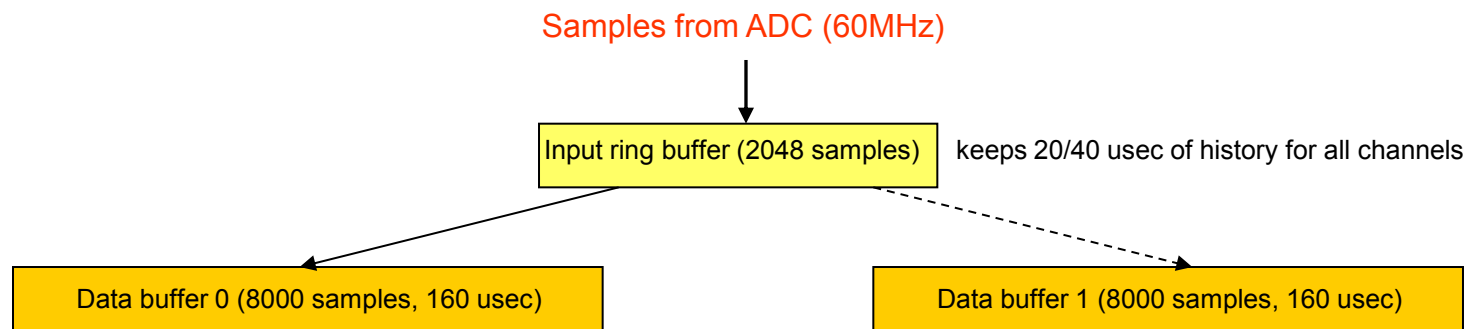 Samples from ADC (60MHz)
Input ring buffer (2048 samples)
keeps 20/40 usec of history for all channels
Data buffer 0 (8000 samples, 160 usec)
Data buffer 1 (8000 samples, 160 usec)